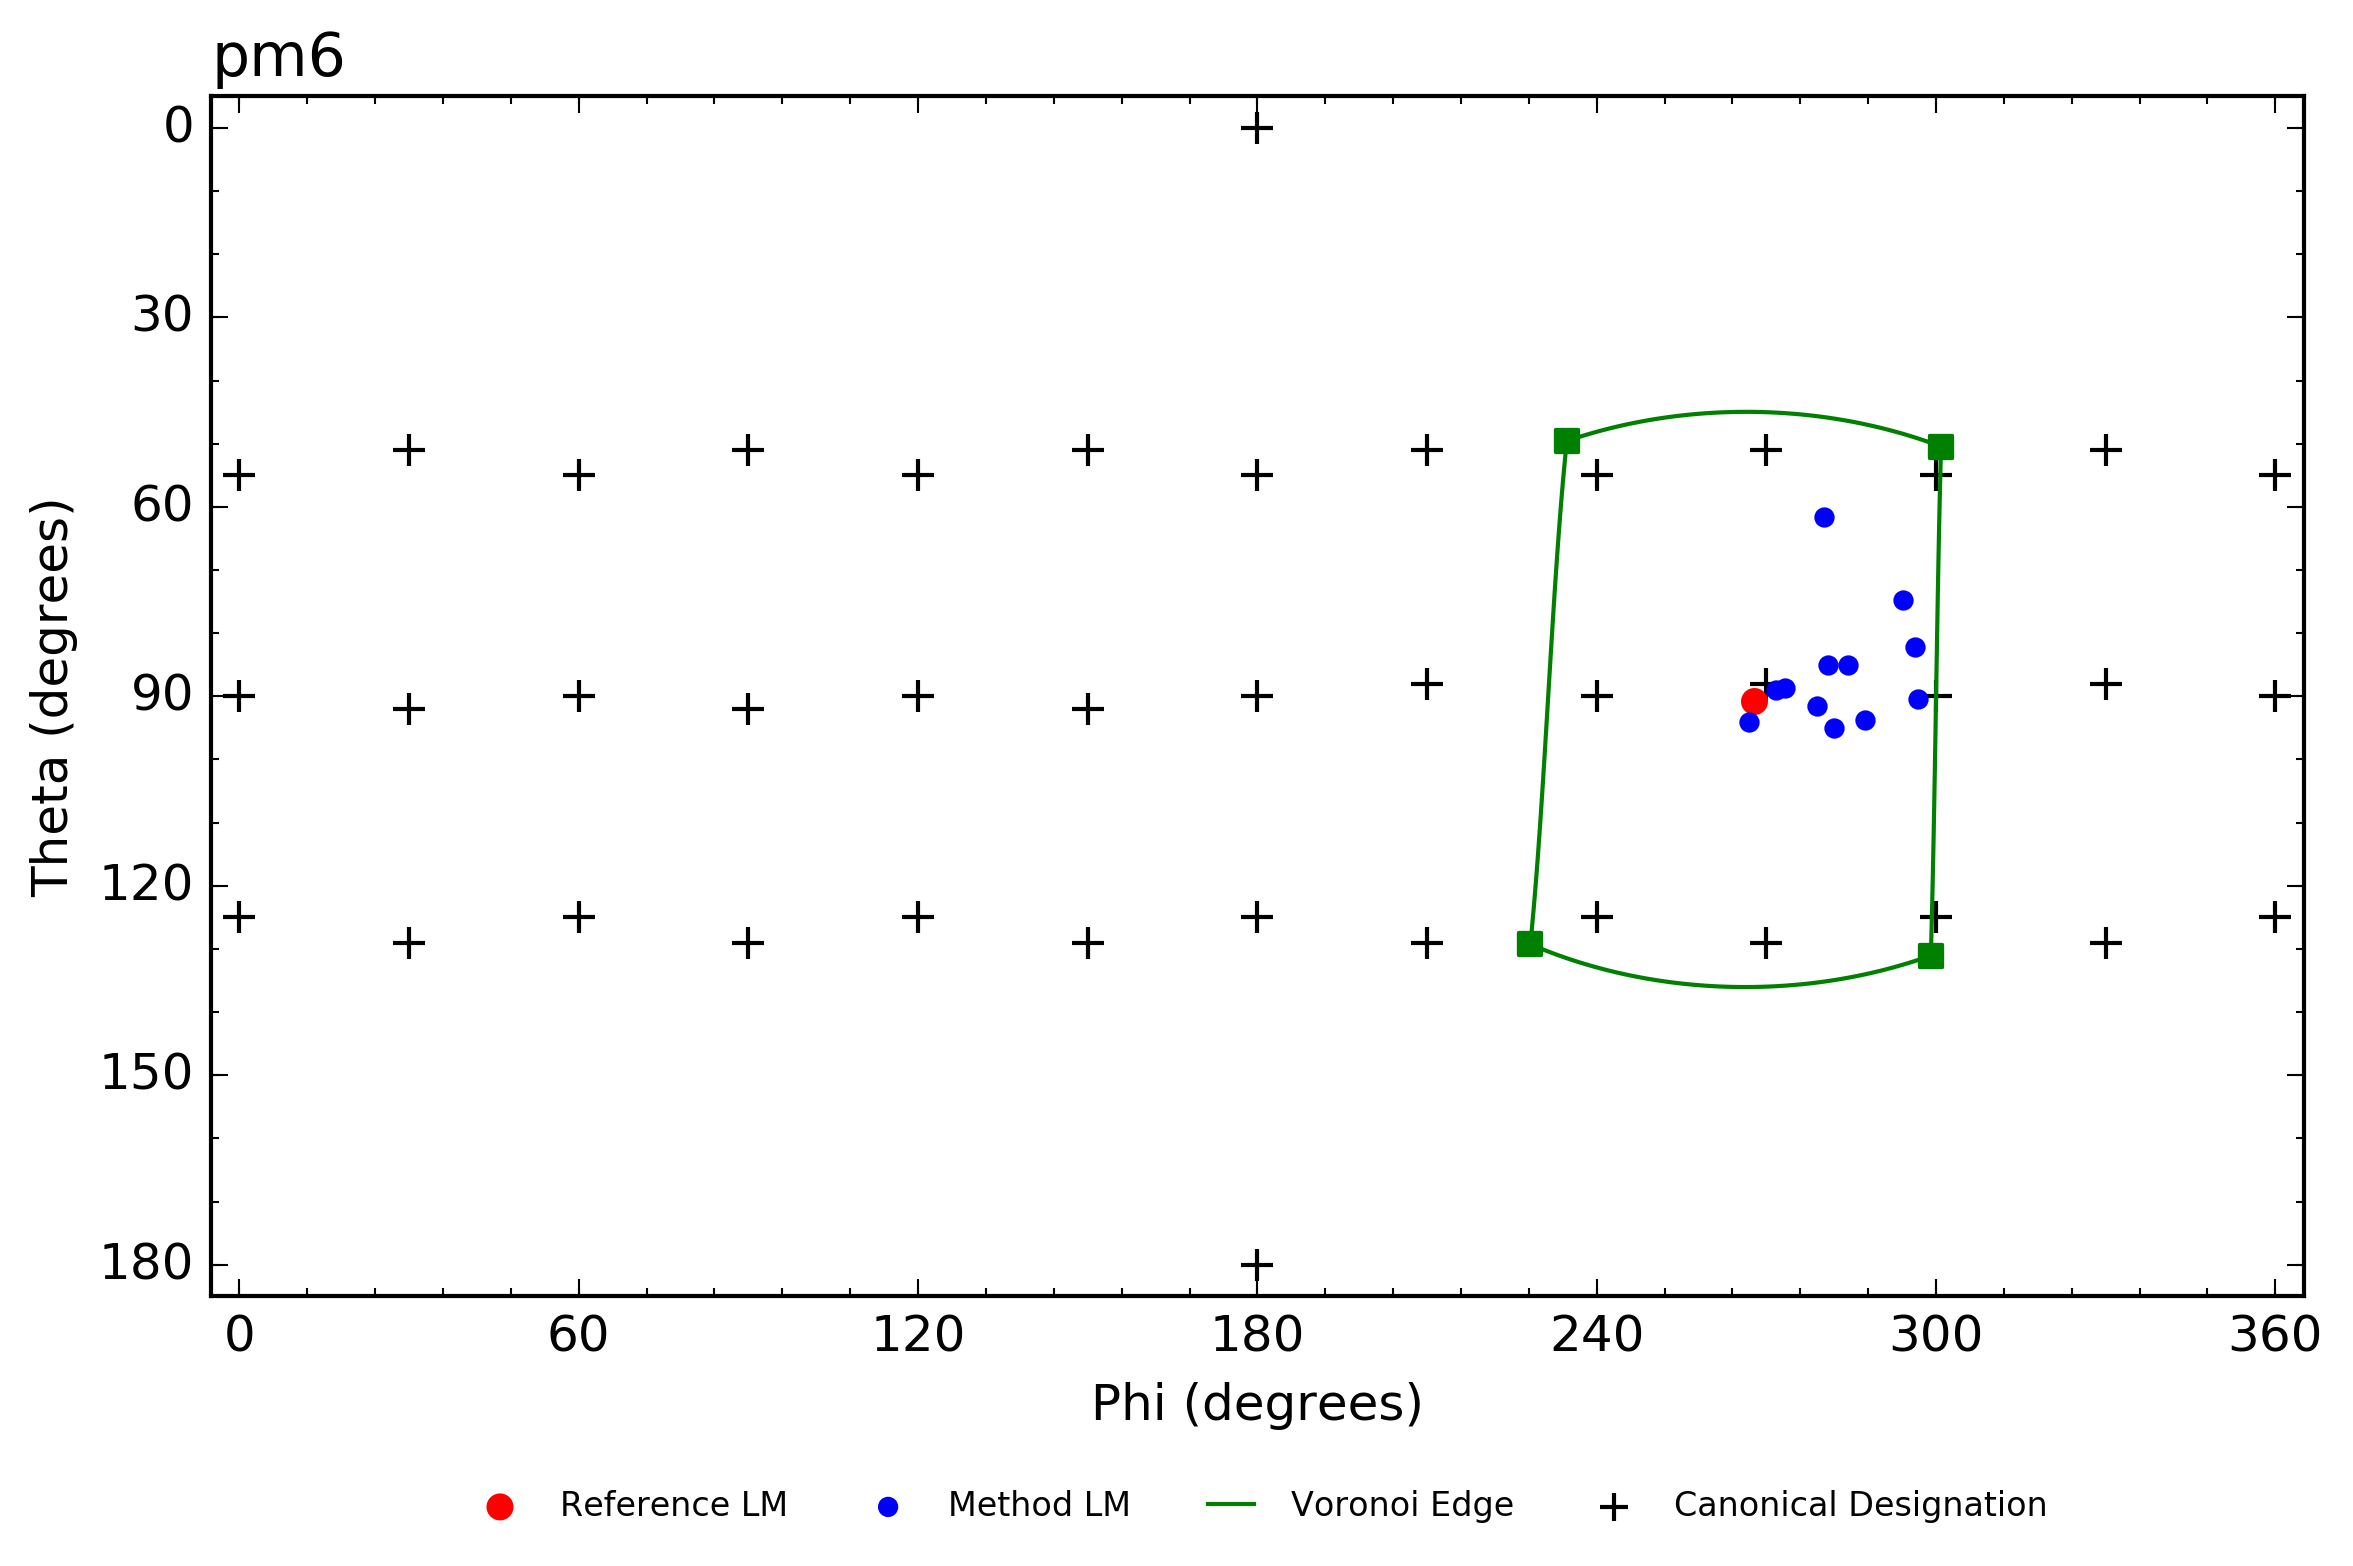 pm6
0
30
60
90
120
150
180
Theta (degrees)
0 60 120 180 240 300 360
Phi (degrees)
Reference LM Method LM Voronoi Edge Canonical Designation